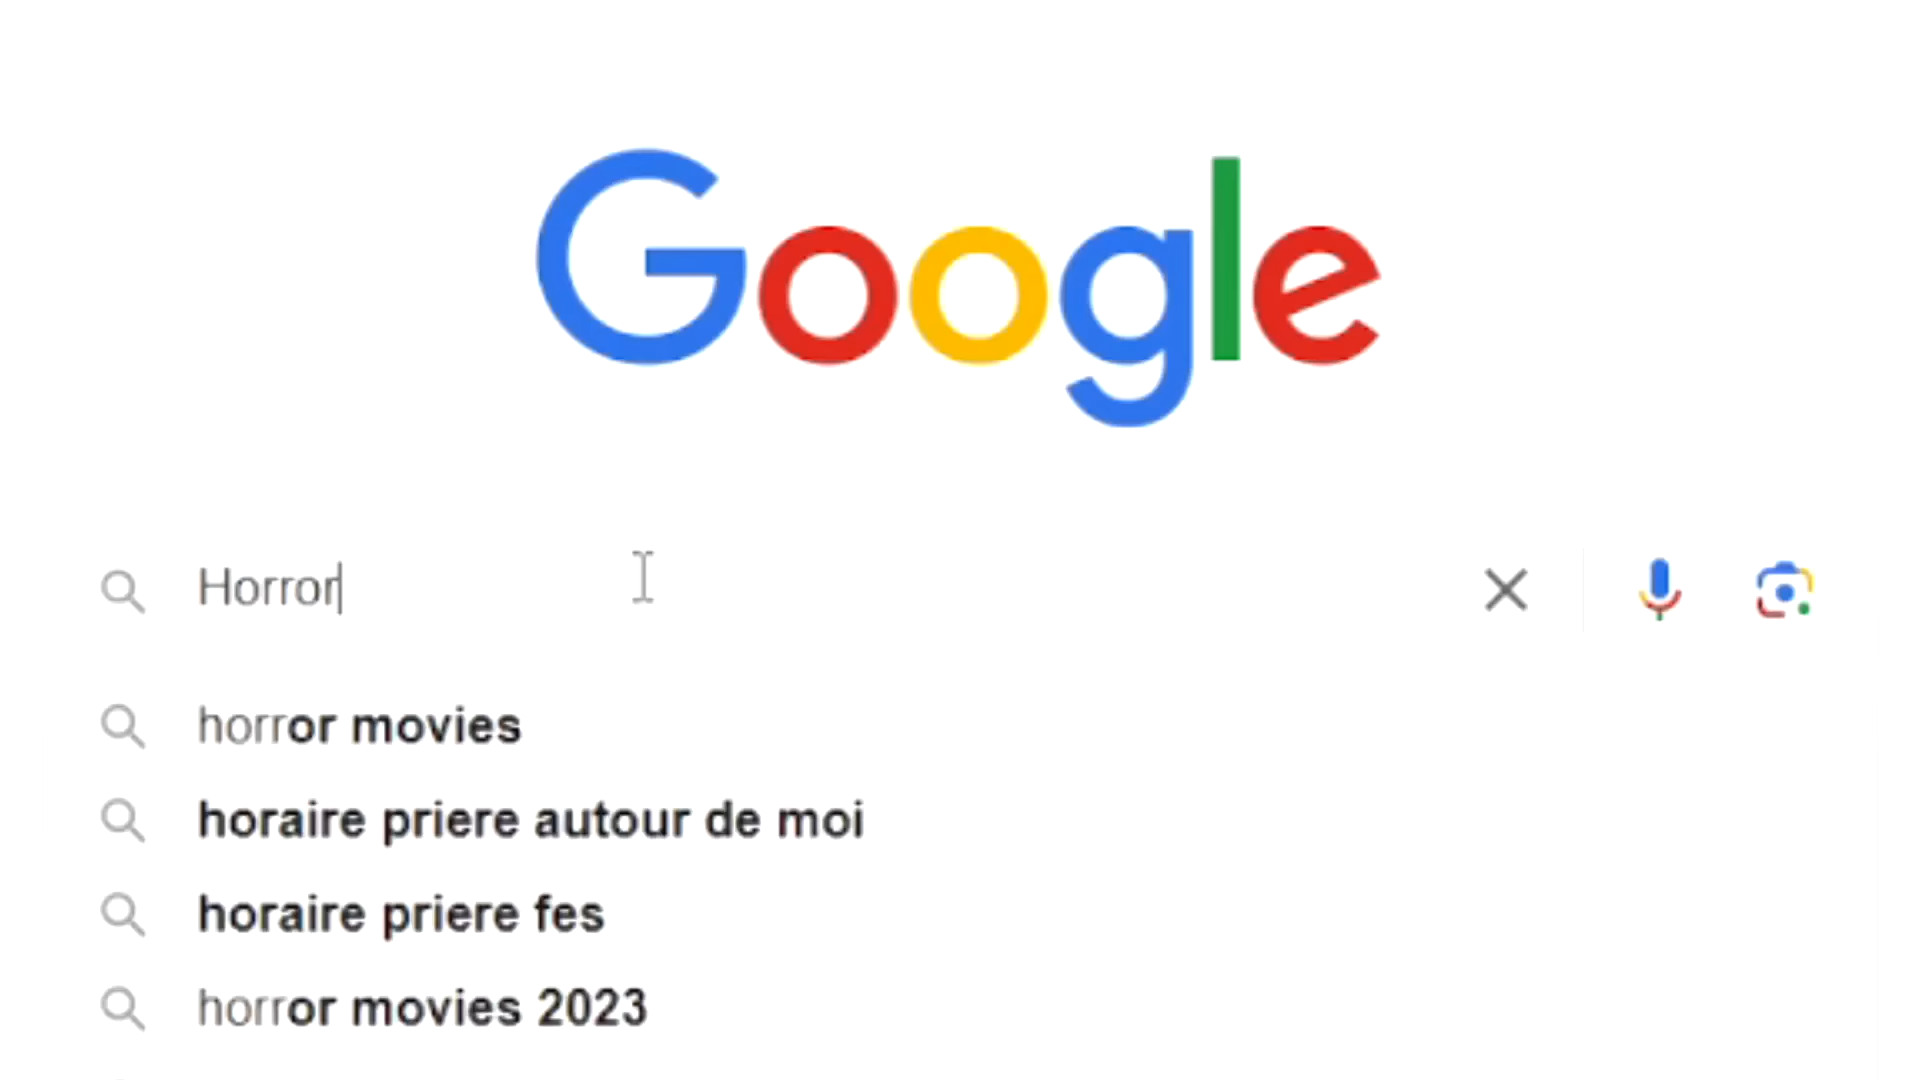 Google
Horror
horror movies
horaire priere autour de moi
horaire priere fes
horror movies 2023